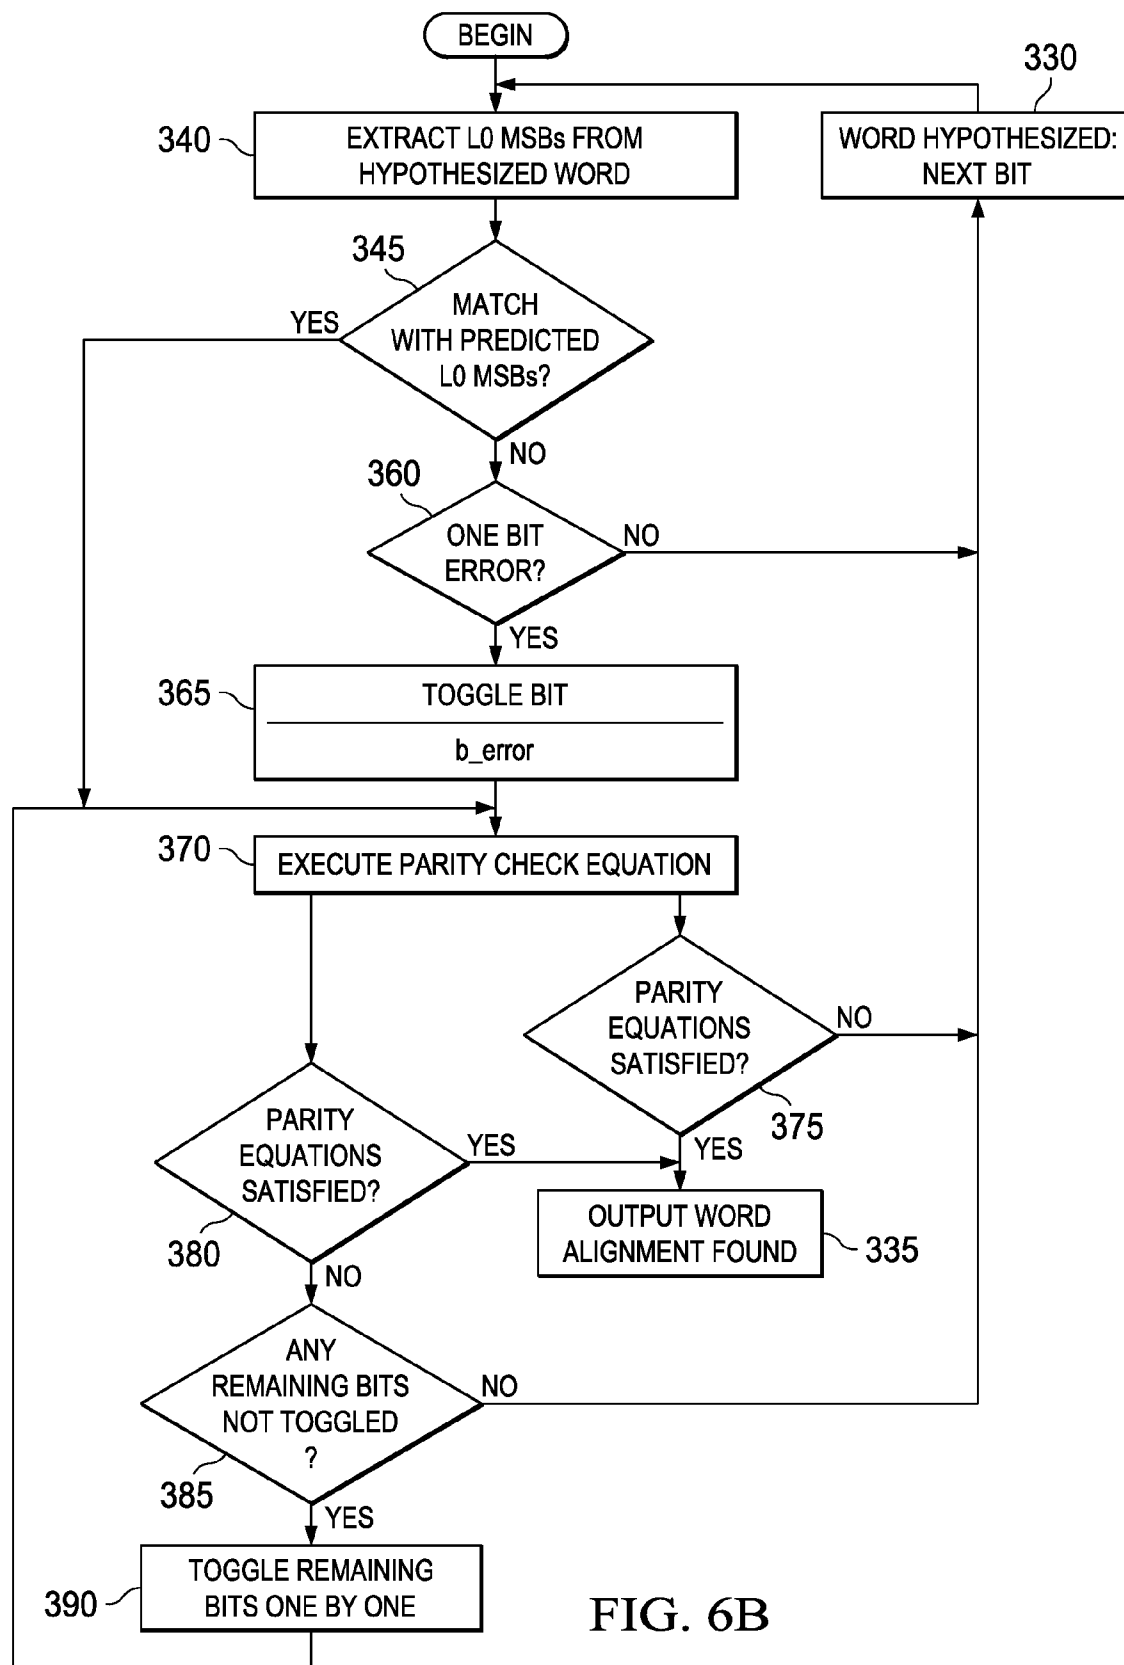 BEGIN
330
340
EXTRACT L0 MSBs FROM
HYPOTHESIZED WORD
WORD HYPOTHESIZED:
NEXT BIT
345
YES
MATCH
WITH PREDICTED
L0 MSBs?
NO
360
ONE BIT
ERROR?
NO
YES
365
TOGGLE BIT
b_error
370
EXECUTE PARITY CHECK EQUATION
PARITY
EQUATIONS
SATISFIED?
NO
375
YES
PARITY
EQUATIONS
SATISFIED?
YES
380
NO
OUTPUT WORD
ALIGNMENT FOUND
335
ANY
REMAINING BITS
NOT TOGGLED
?
NO
385
YES
390
TOGGLE REMAINING
BITS ONE BY ONE
FIG. 6B